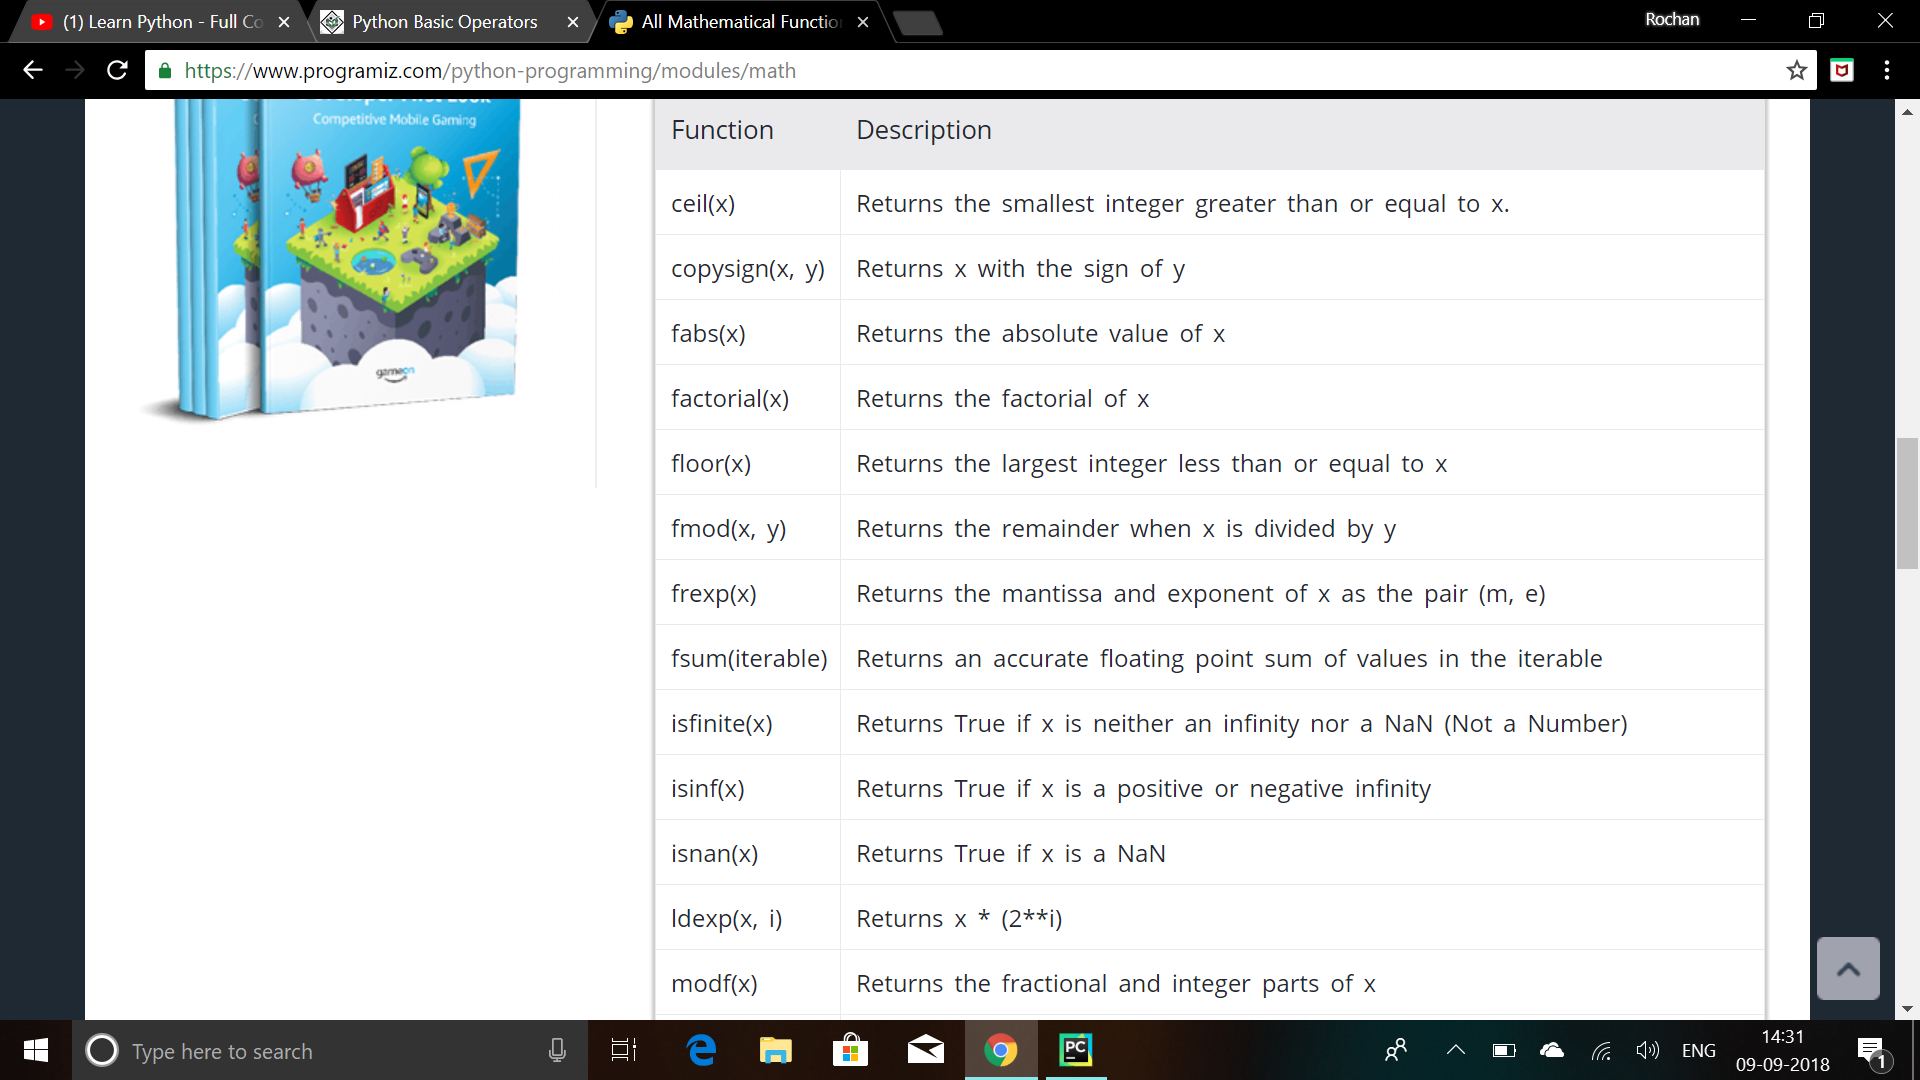 (1) Learn Python - Full Co
Python Basic Operators
All Mathematical Functio
Rochan
https://www.programiz.com/python-programming/modules/math
Competitive Mobile Gaming
gameon
Function Description
ceil(x) Returns the smallest integer greater than or equal to x.
copysign(x, y) Returns x with the sign of y
fabs(x) Returns the absolute value of x
factorial(x) Returns the factorial of x
floor(x) Returns the largest integer less than or equal to x
fmod(x, y) Returns the remainder when x is divided by y
frexp(x) Returns the mantissa and exponent of x as the pair (m, e)
fsum(iterable) Returns an accurate floating point sum of values in the iterable
isfinite(x) Returns True if x is neither an infinity nor a NaN (Not a Number)
isinf(x) Returns True if x is a positive or negative infinity
isnan(x) Returns True if x is a NaN
ldexp(x, i) Returns x * (2**i)
modf(x) Returns the fractional and integer parts of x
Type here to search
PC
ENG
14:31
09-09-2018
1